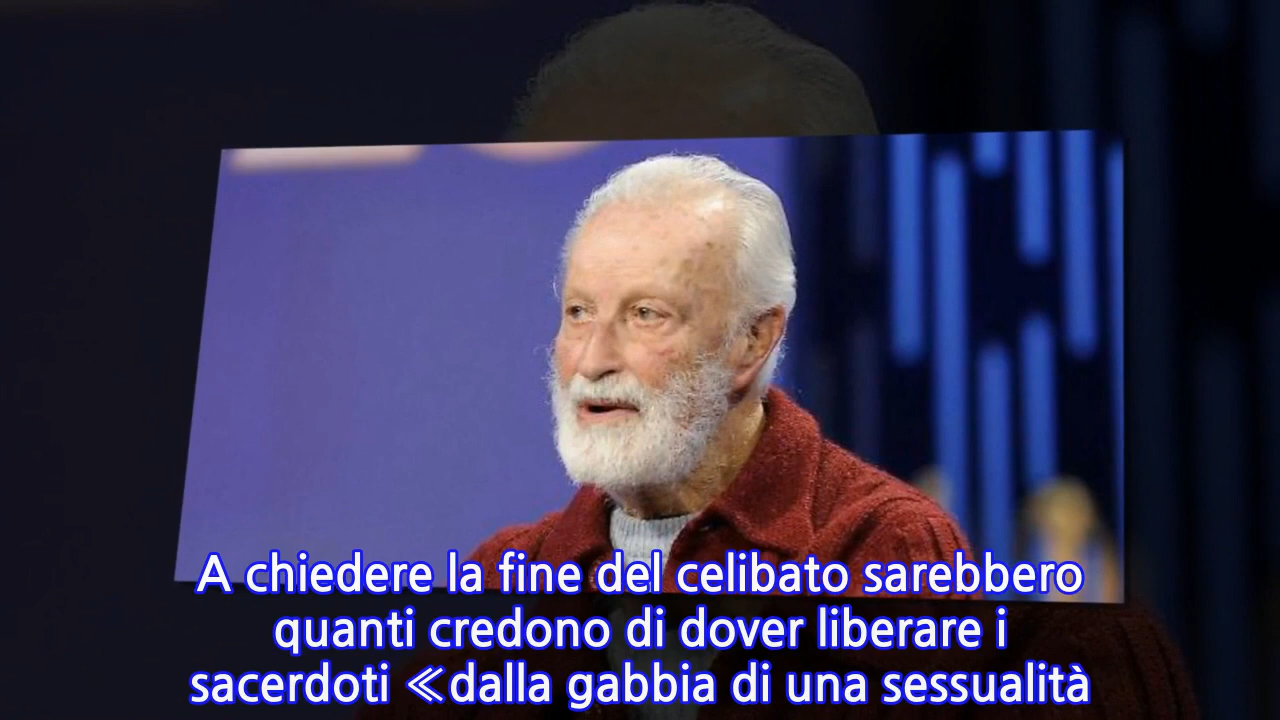 A chiedere la fine del celibato sarebbero
quanti credono di dover liberare i
sacerdoti ≪dalla gabbia di una sessualità